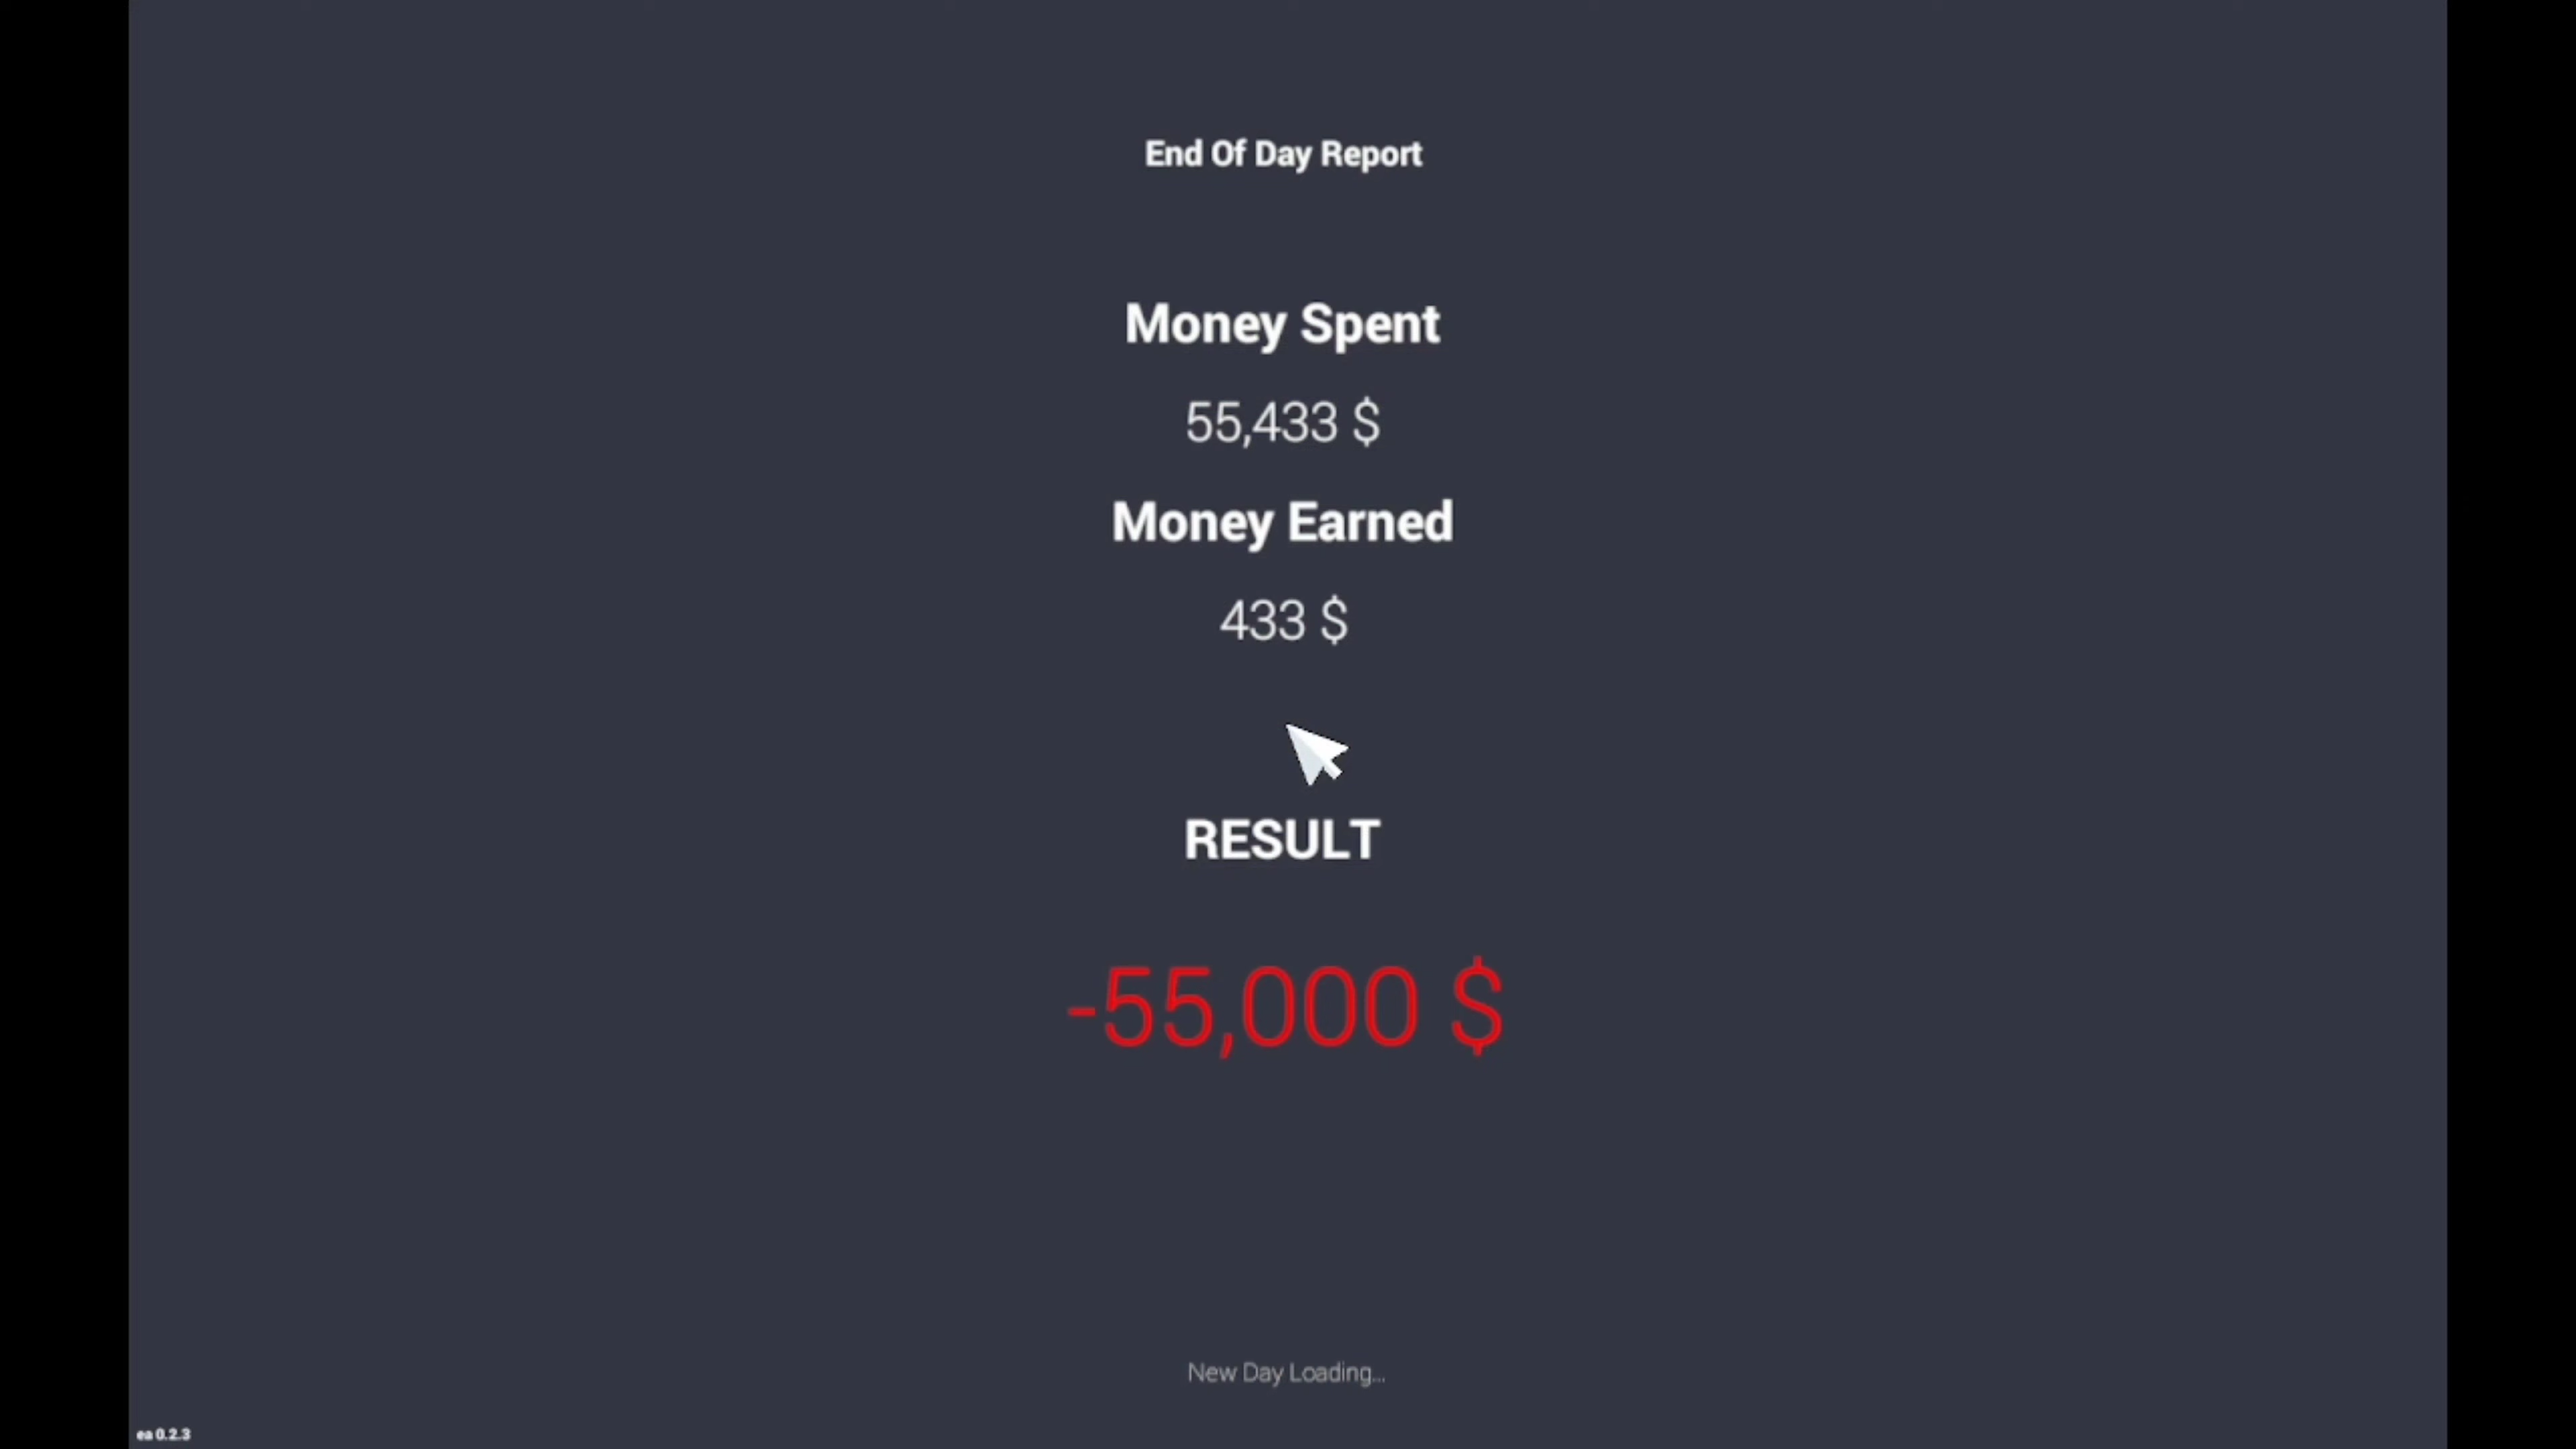 End Of Day Report
Money Spent
55,433 $
Money Earned
433 $
RESULT
-55,000 $
New Day Loading...
ea 0.2.3